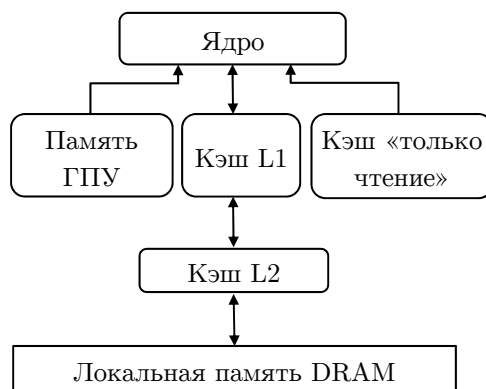 Ядро
Память
ГПУ
Кэш L1
Кэш «только
чтение»
Кэш L2
Локальная память DRAM